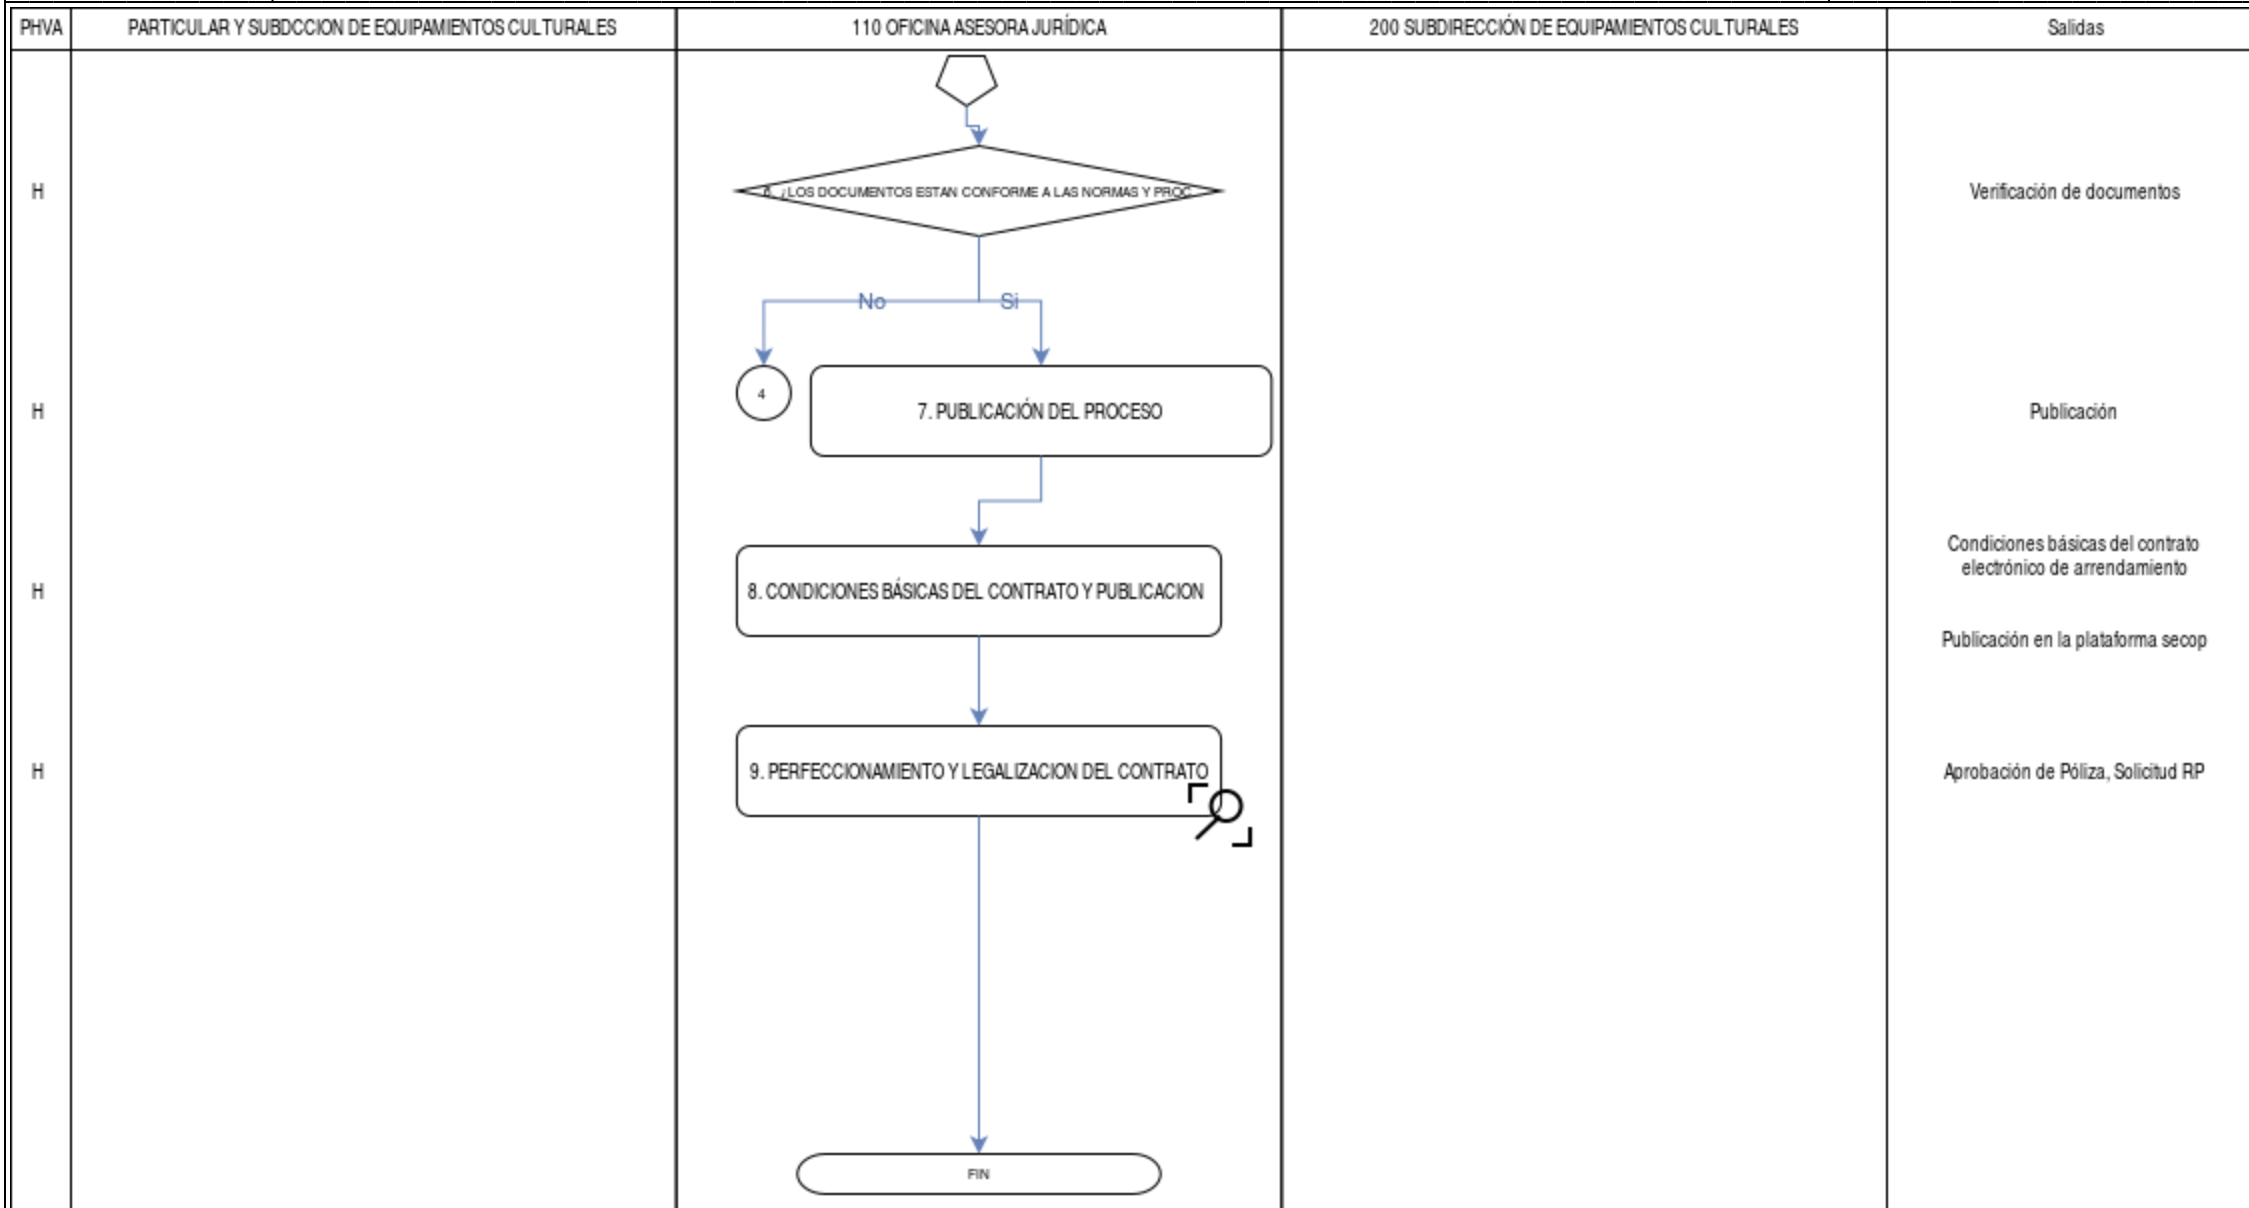 PHVA
PARTICULAR Y SUBDCCION DE EQUIPAMIENTOS CULTURALES
110 OFICINA ASESORA JURÍDICA
200 SUBDIRECCIÓN DE EQUIPAMIENTOS CULTURALES
Salidas
H
6. ¿LOS DOCUMENTOS ESTAN CONFORME A LAS NORMAS Y PROC
Verificación de documentos
No
Si
H
4
7. PUBLICACIÓN DEL PROCESO
Publicación
H
8. CONDICIONES BÁSICAS DEL CONTRATO Y PUBLICACION
Condiciones básicas del contrato
electrónico de arrendamiento
Publicación en la plataforma secop
H
9. PERFECCIONAMIENTO Y LEGALIZACION DEL CONTRATO
Aprobación de Póliza, Solicitud RP
FIN